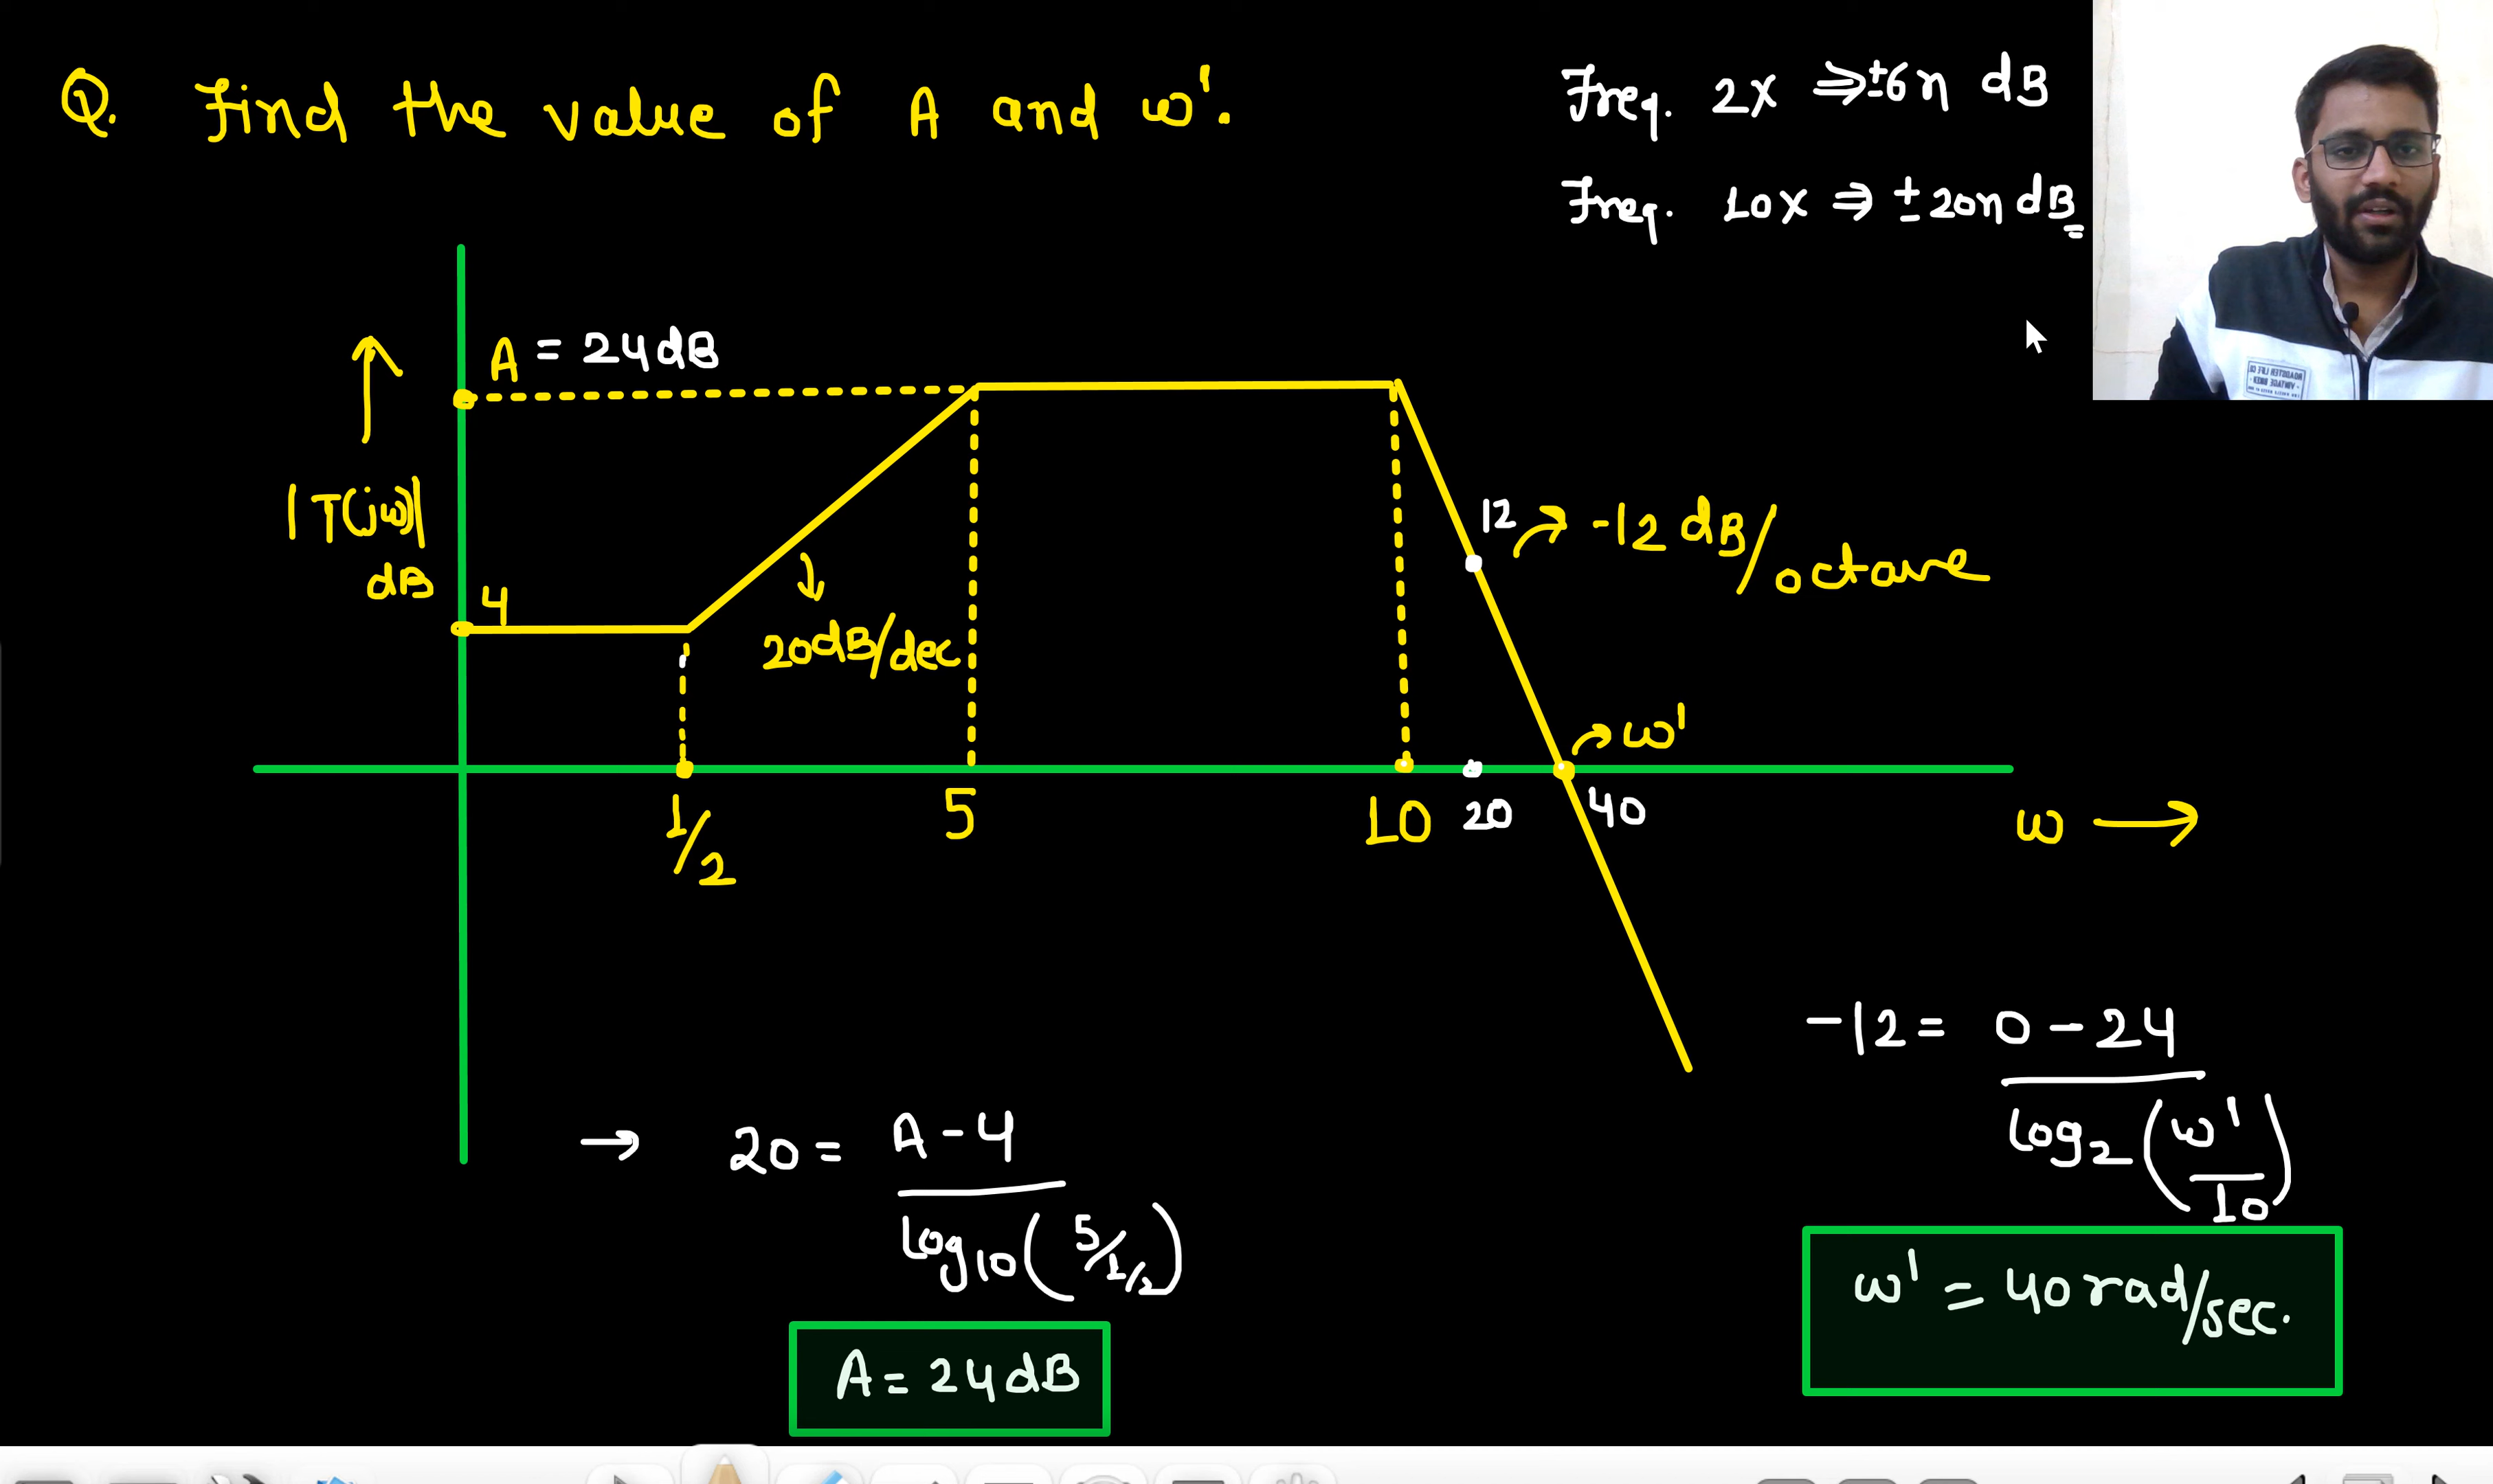 Q. Find the value of A and ω'.
Freq. 2x ⇒ ±6n dB
Freq. 10x ⇒ ±20n dB
A = 24dB
|T(jω)|
dB
4
20dB/dec
12
-12 dB/octave
ω'
1/2
5
10
20
40
ω →
→ 20 = (A - 4) / log₁₀(5/1/2)
A = 24dB
-12 = (0 - 24) / log₂(ω'/10)
ω' = 40 rad/sec.